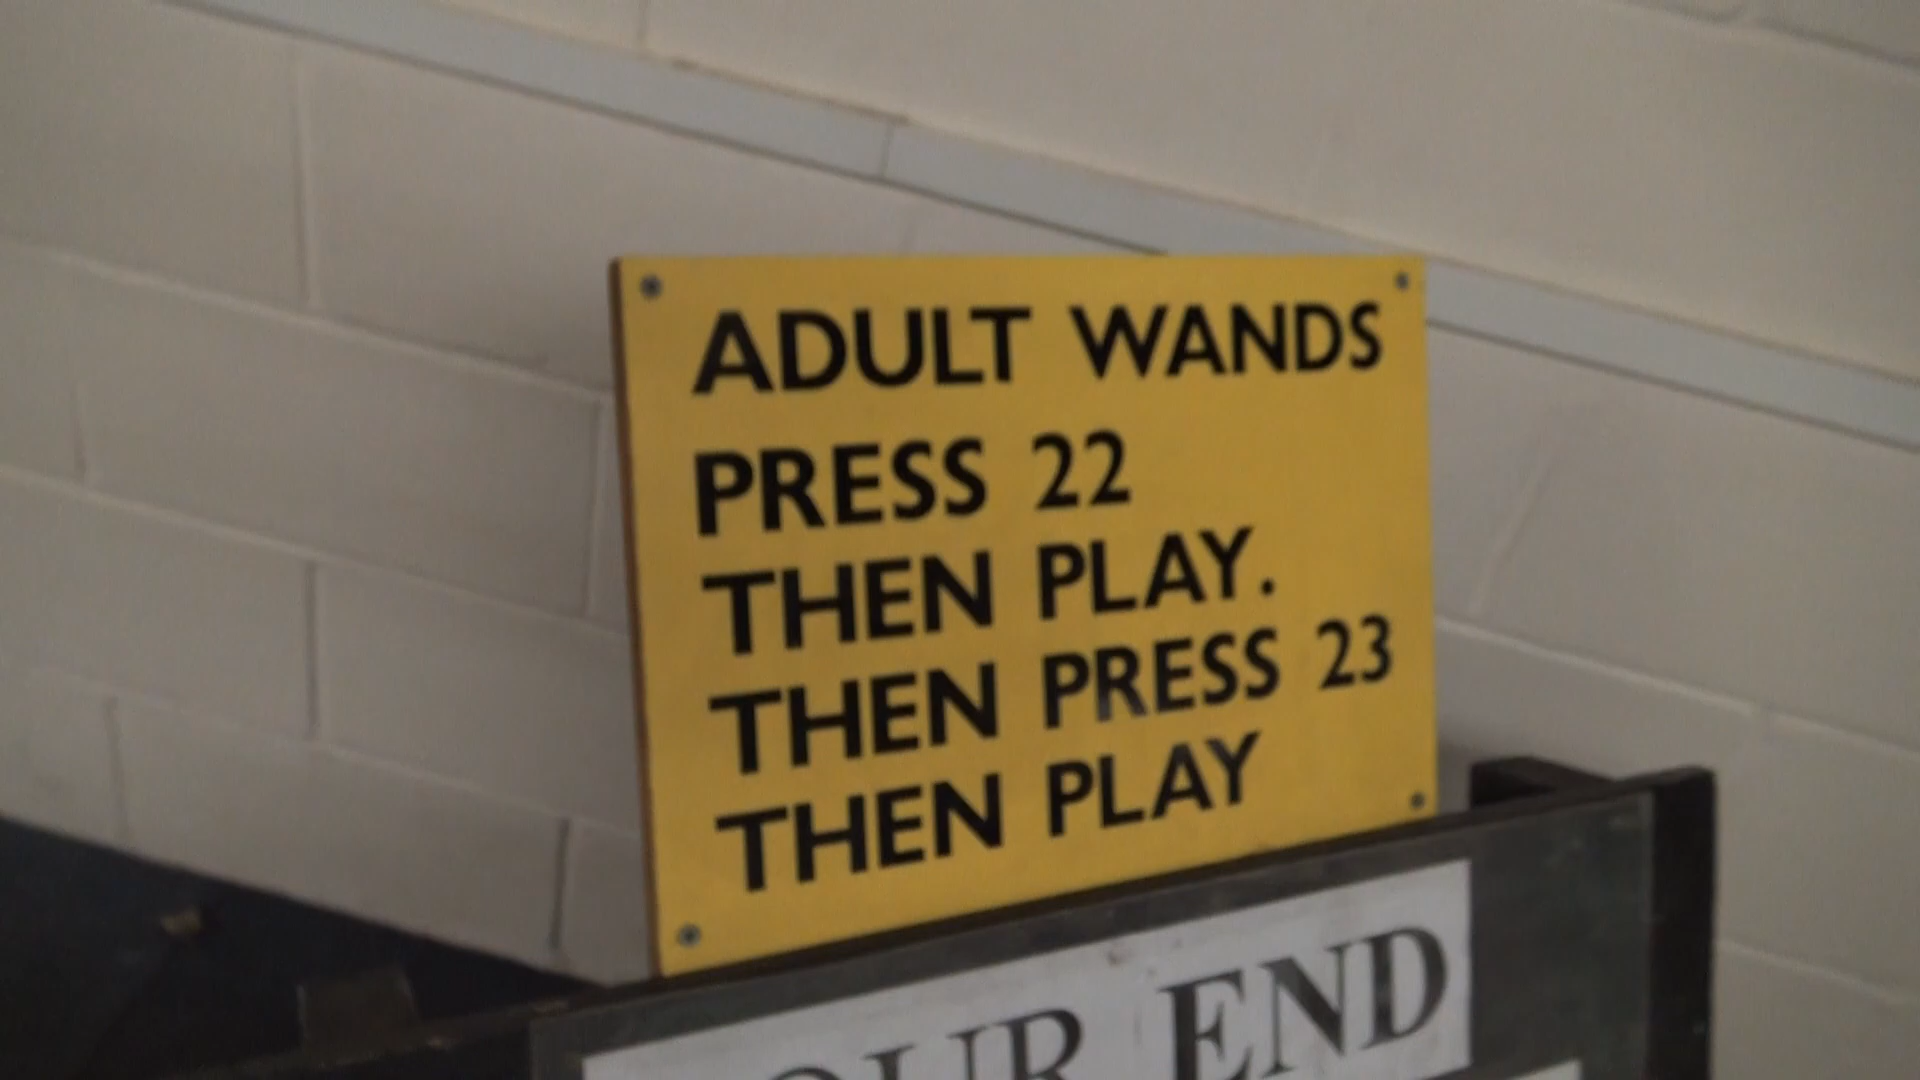 ADULT WANDS
PRESS 22
THEN PLAY.
THEN PRESS 23
THEN PLAY
OUR END